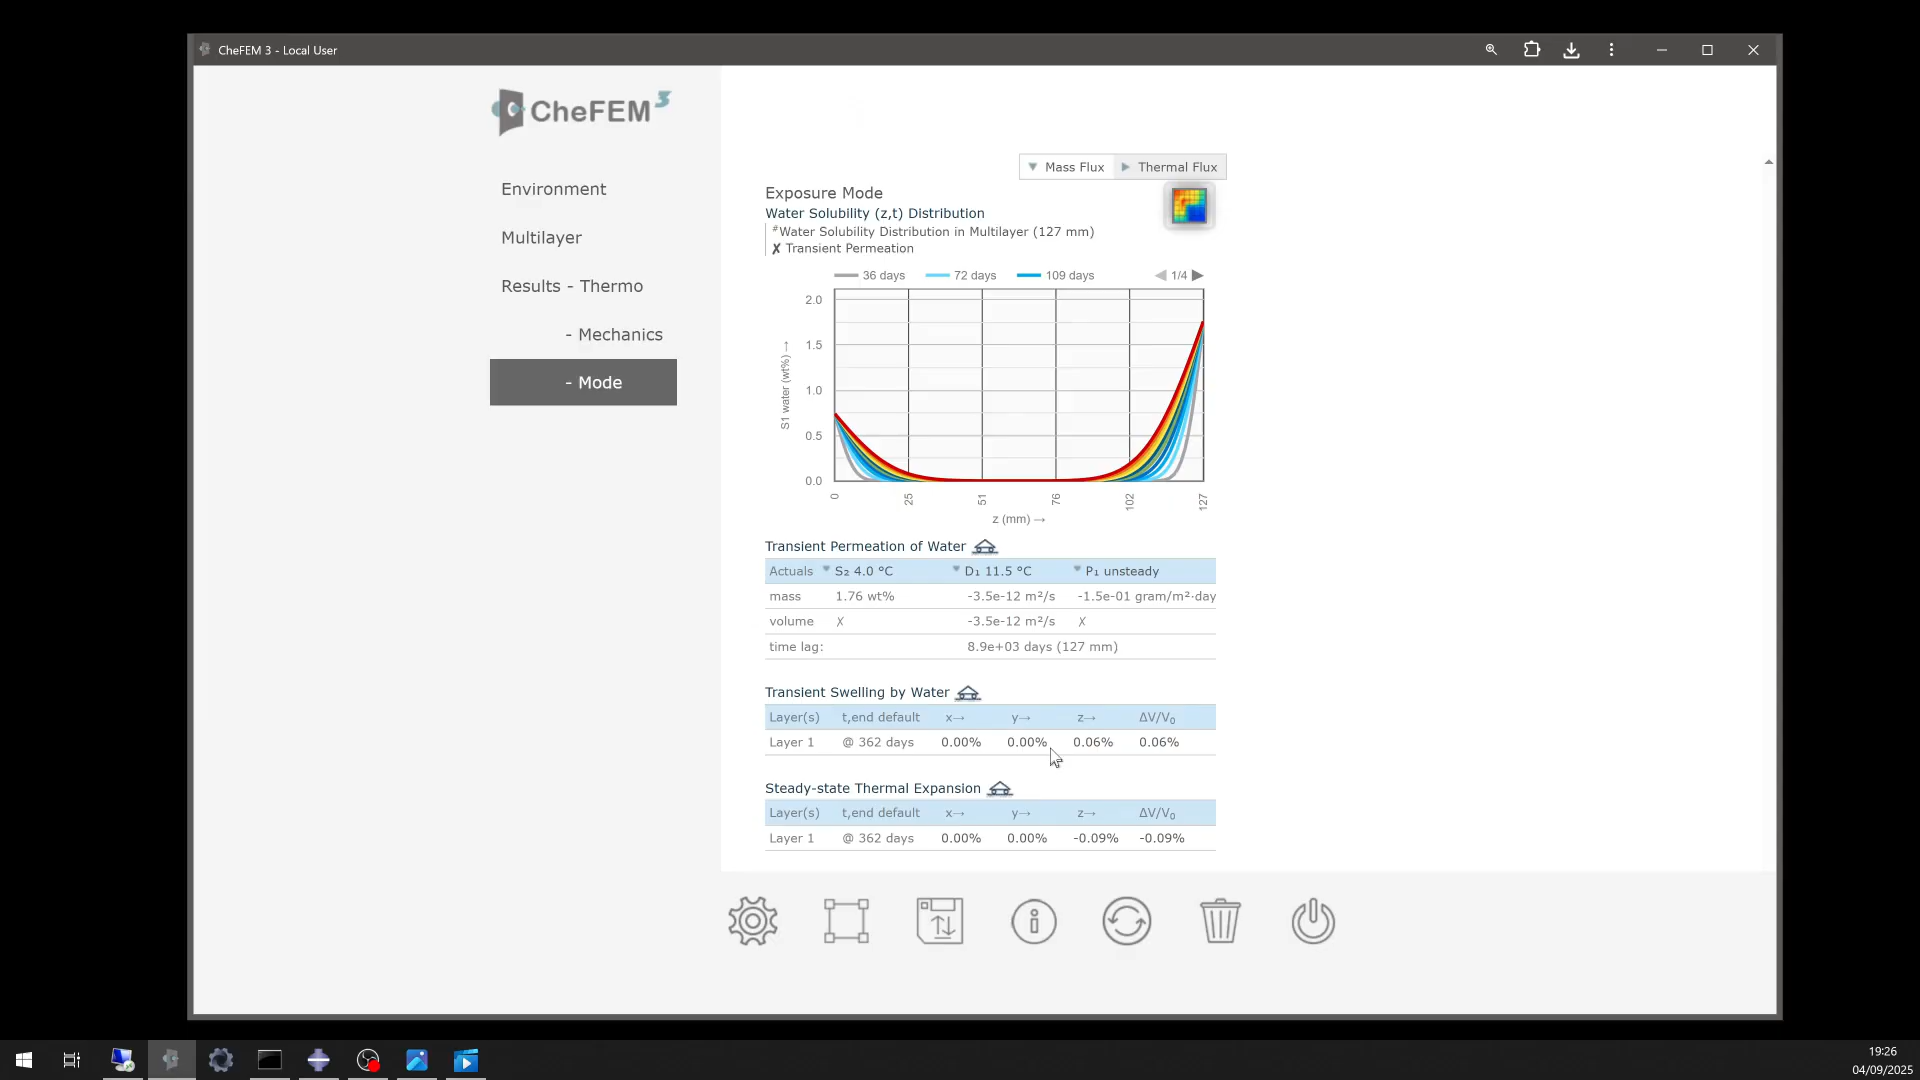 CheFEM 3 - Local User
CheFEM 3
Environment
Multilayer
Results - Thermo
- Mechanics
- Mode
▼ Mass Flux ▶ Thermal Flux
Exposure Mode
Water Solubility (z,t) Distribution
#Water Solubility Distribution in Multilayer (127 mm)
✗ Transient Permeation
36 days 72 days 109 days ◀ 1/4 ▶
2.0
1.5
1.0
0.5
0.0
S1 water (wt%) →
0 25 51 76 102 127
z (mm) →
Transient Permeation of Water
Actuals ▼ S₂ 4.0 °C ▼ D₁ 11.5 °C ▼ P₁ unsteady
mass 1.76 wt% -3.5e-12 m²/s -1.5e-01 gram/m²·day
volume ✗ -3.5e-12 m²/s ✗
time lag: 8.9e+03 days (127 mm)
Transient Swelling by Water
Layer(s) t,end default x→ y→ z→ ΔV/V₀
Layer 1 @ 362 days 0.00% 0.00% 0.06% 0.06%
Steady-state Thermal Expansion
Layer(s) t,end default x→ y→ z→ ΔV/V₀
Layer 1 @ 362 days 0.00% 0.00% -0.09% -0.09%
19:26
04/09/2025